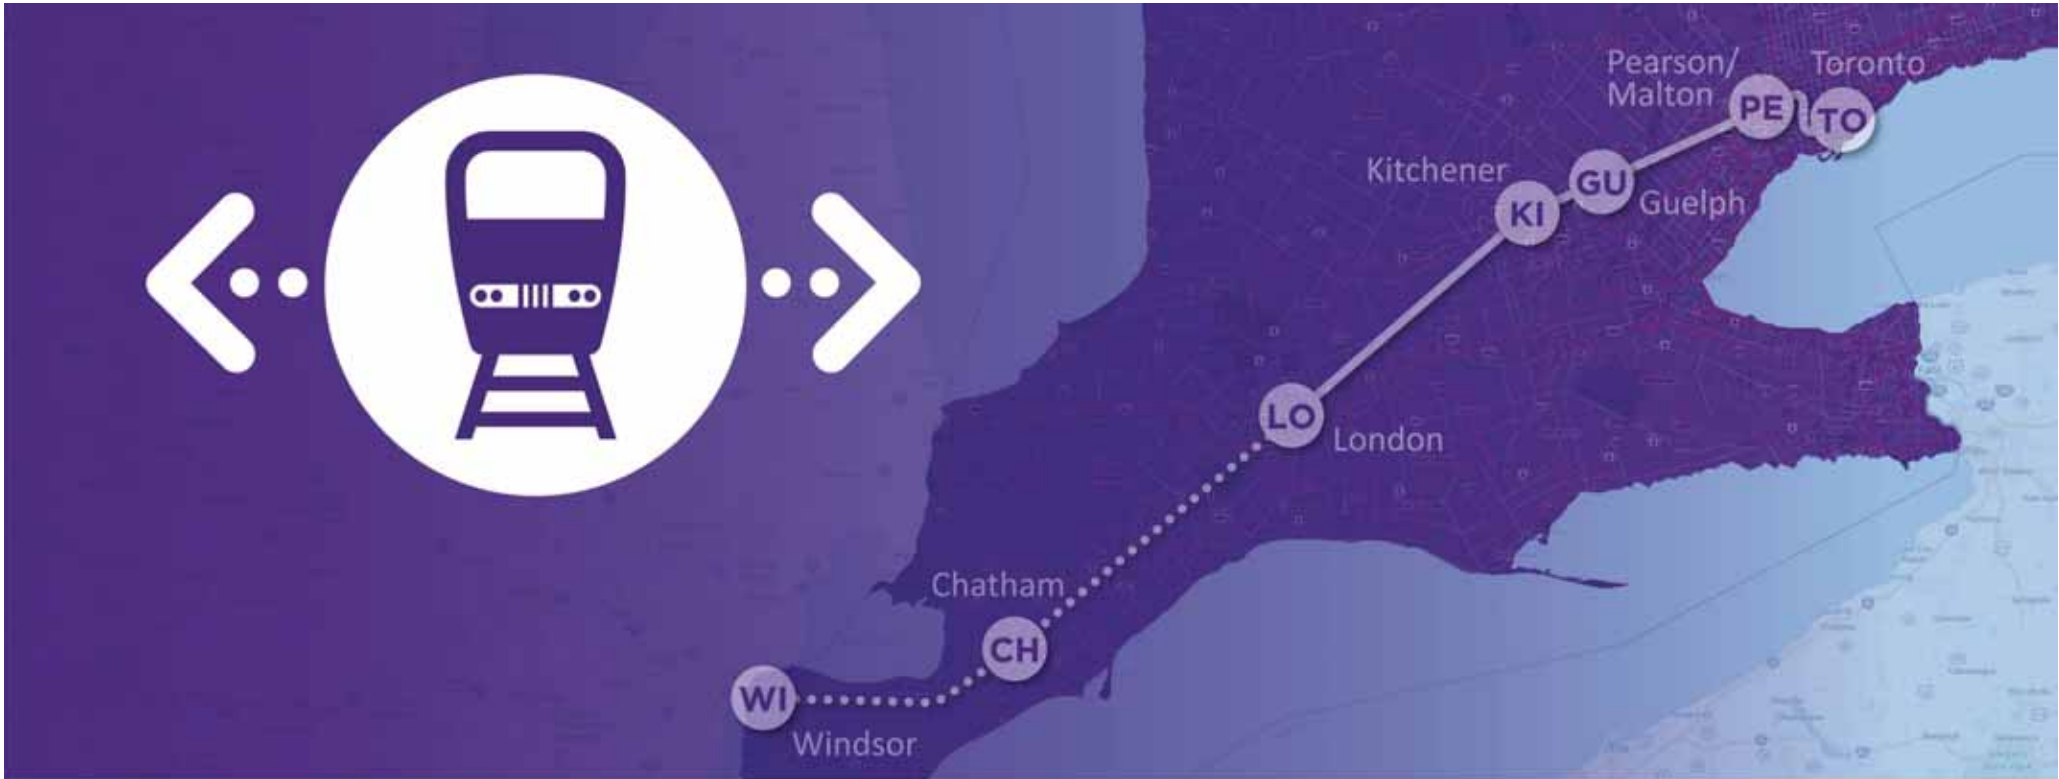 Pearson/
Malton
Toronto
PE
TO
Kitchener
GU
KI
Guelph
LO
London
Chatham
CH
WI
Windsor